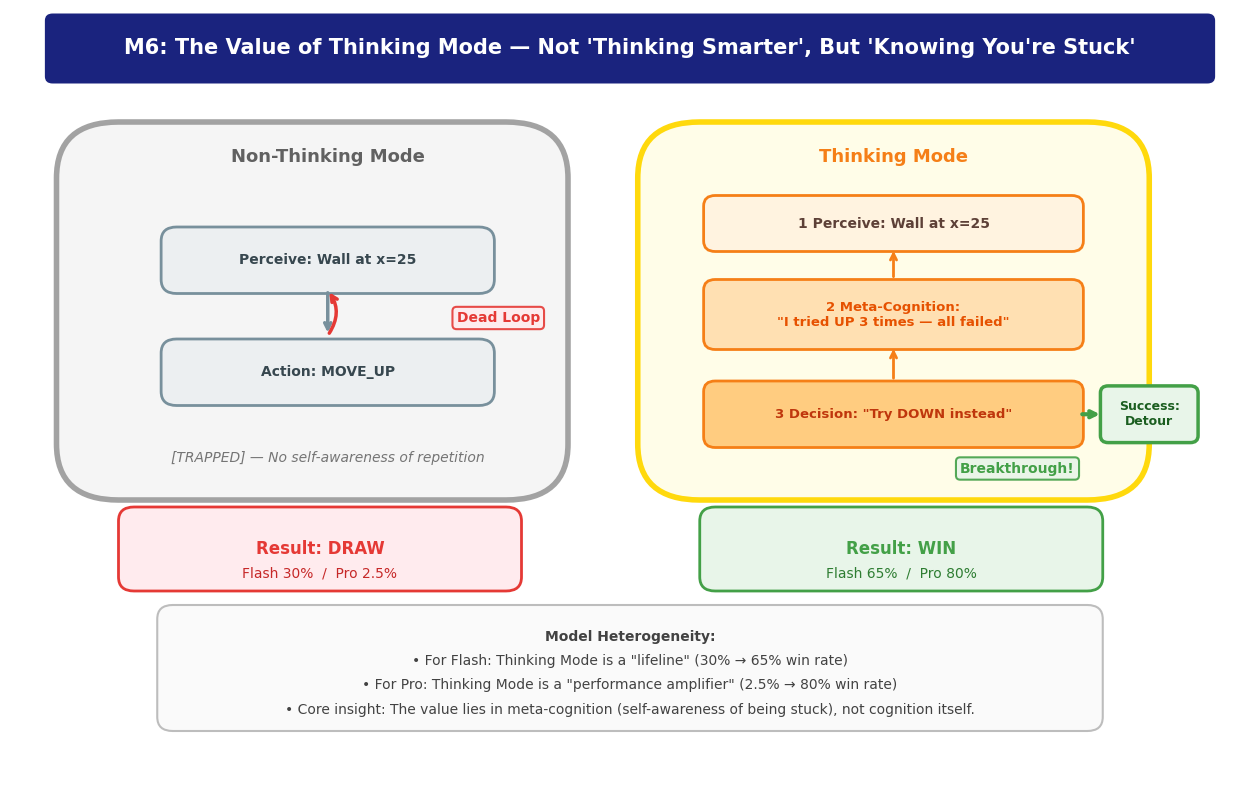 M6: The Value of Thinking Mode — Not 'Thinking Smarter', But 'Knowing You're Stuck'
Non-Thinking Mode
Perceive: Wall at x=25
Dead Loop
Action: MOVE_UP
[TRAPPED] — No self-awareness of repetition
Result: DRAW
Flash 30%  /  Pro 2.5%
Thinking Mode
1 Perceive: Wall at x=25
2 Meta-Cognition:
"I tried UP 3 times — all failed"
3 Decision: "Try DOWN instead"
Success:
Detour
Breakthrough!
Result: WIN
Flash 65%  /  Pro 80%
Model Heterogeneity:
• For Flash: Thinking Mode is a "lifeline" (30% → 65% win rate)
• For Pro: Thinking Mode is a "performance amplifier" (2.5% → 80% win rate)
• Core insight: The value lies in meta-cognition (self-awareness of being stuck), not cognition itself.